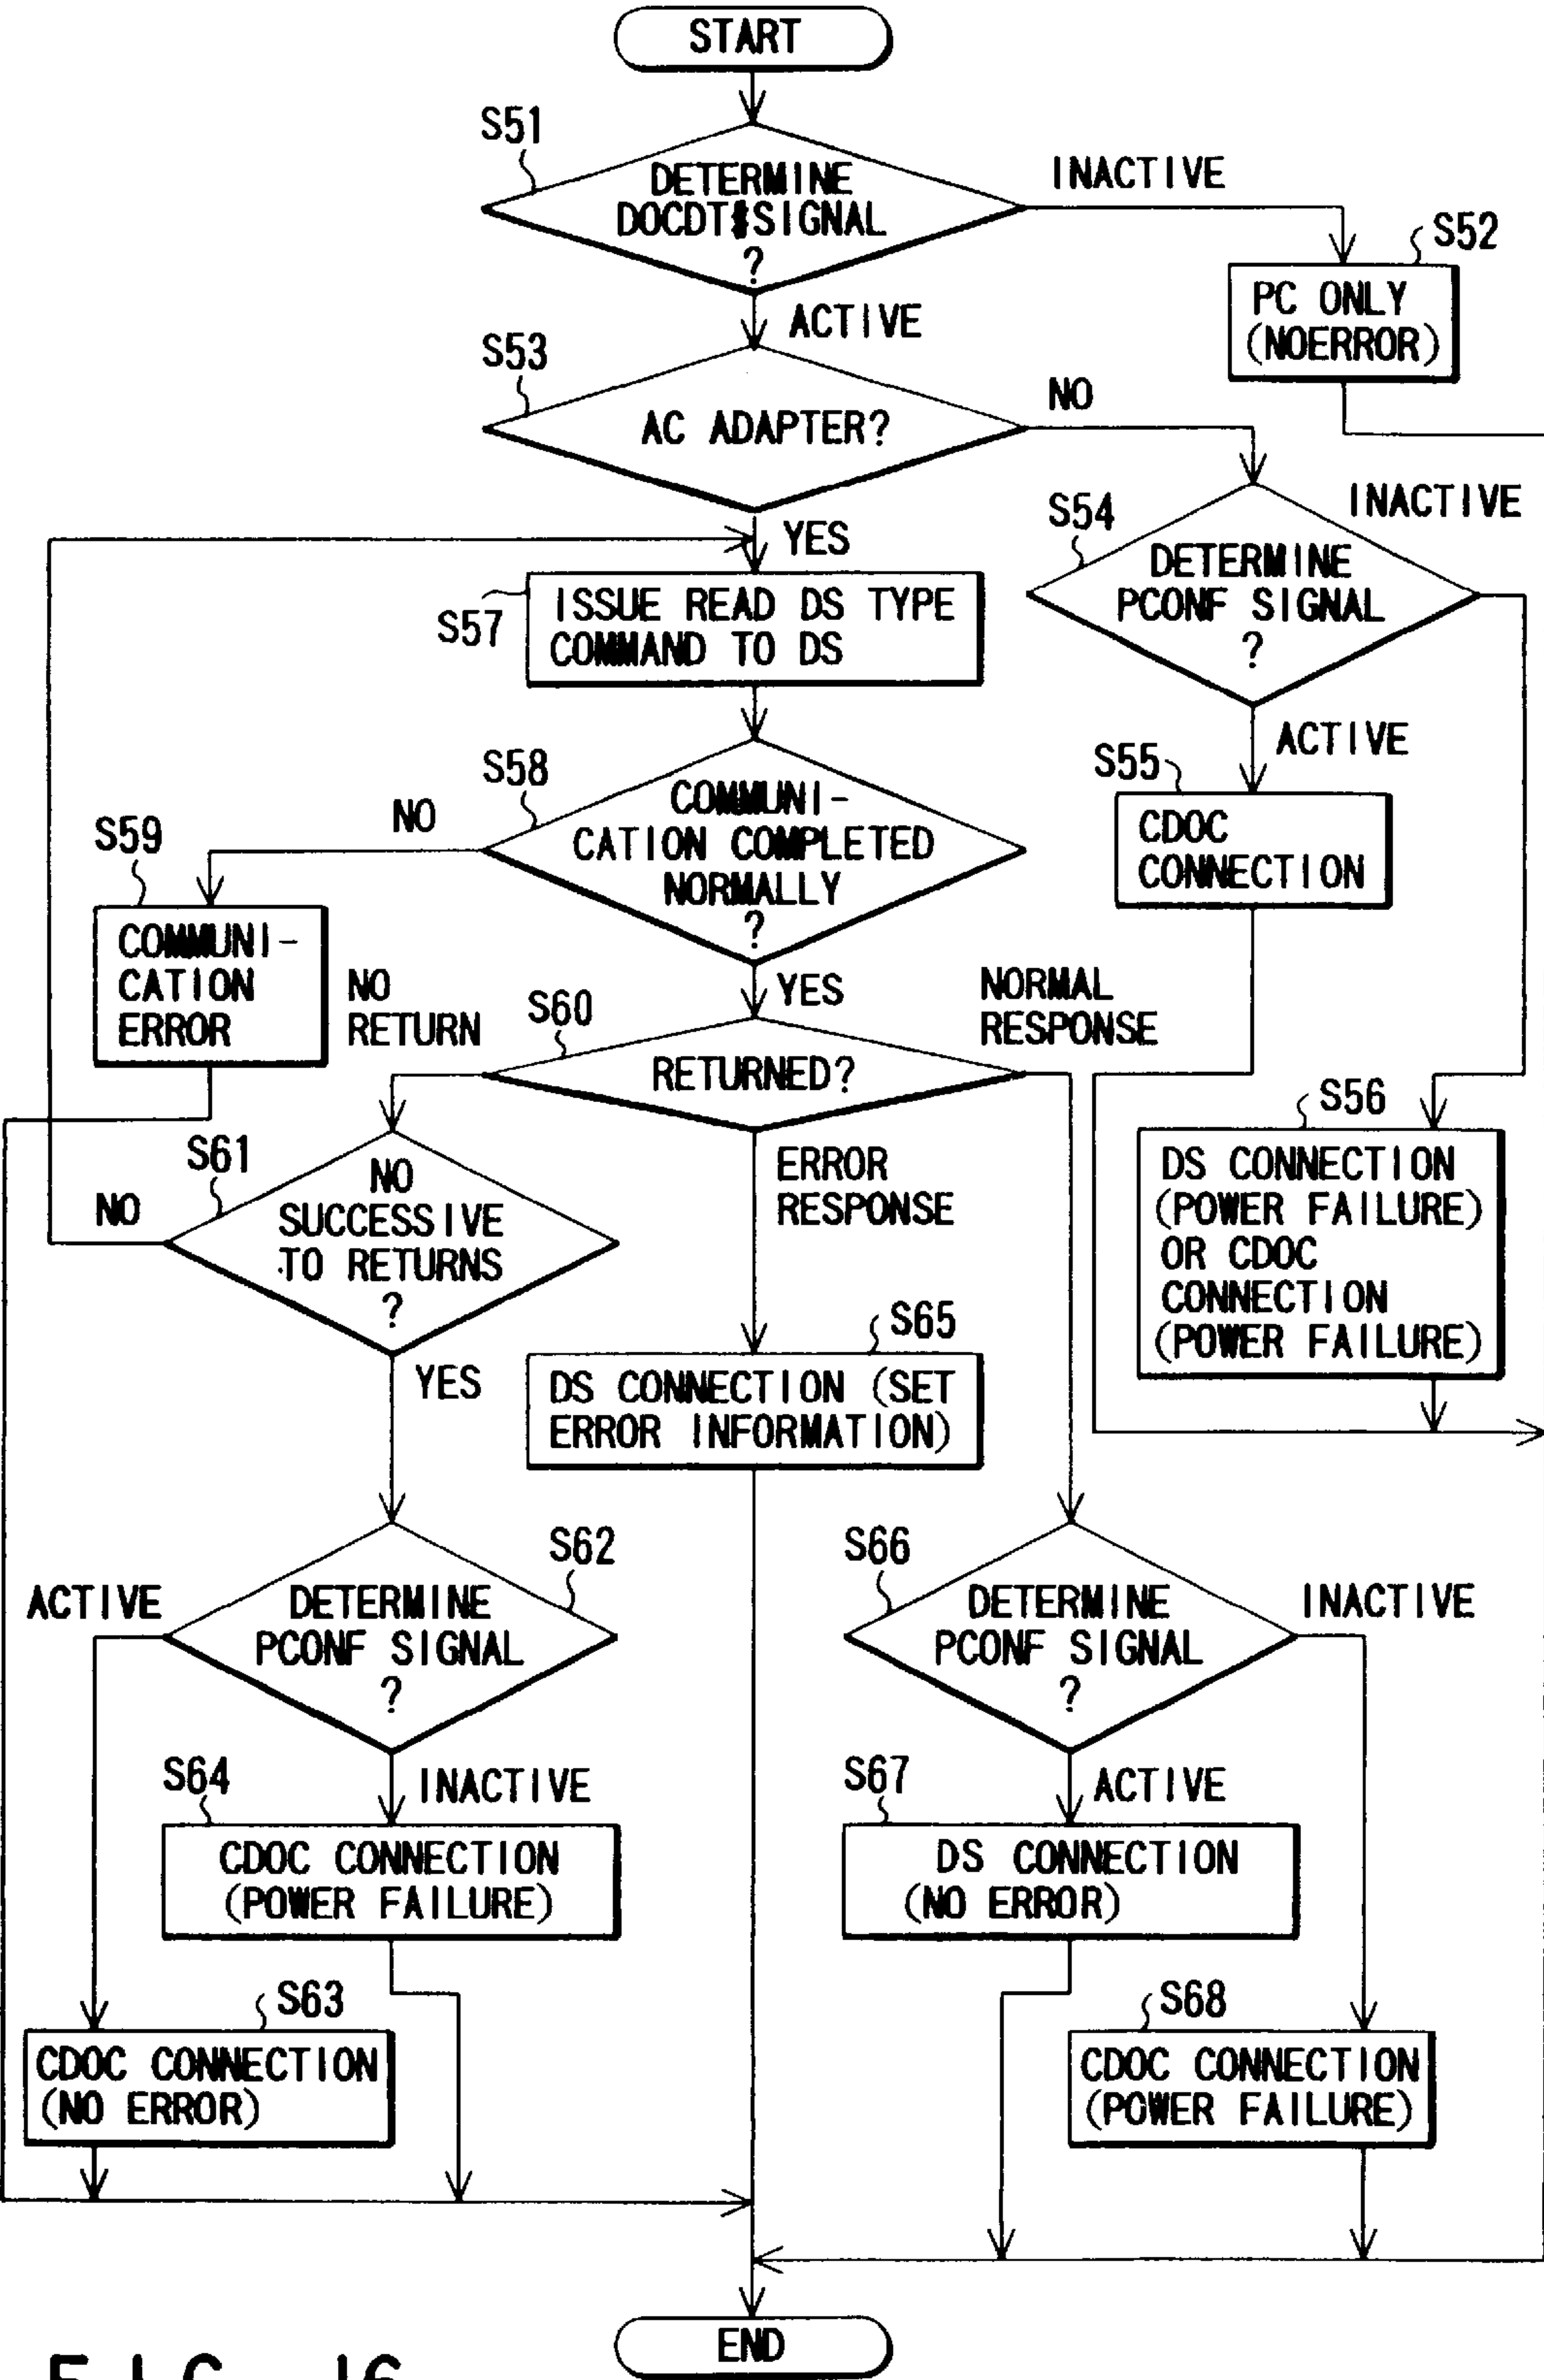 START
S51
DETERMINE
DOCDT#SIGNAL
?
INACTIVE
S52
PC ONLY
(NOERROR)
ACTIVE
S53
AC ADAPTER?
NO
YES
S54
INACTIVE
DETERMINE
PCONF SIGNAL
?
S57
ISSUE READ DS TYPE
COMMAND TO DS
ACTIVE
S55
CDOC
CONNECTION
S58
COMMUNI-
CATION COMPLETED
NORMALLY
?
NO
S59
COMMUNI-
CATION
ERROR
YES
NO
RETURN
S60
RETURNED?
NORMAL
RESPONSE
S56
DS CONNECTION
(POWER FAILURE)
OR CDOC
CONNECTION
(POWER FAILURE)
S61
NO
NO
SUCCESSIVE
TO RETURNS
?
ERROR
RESPONSE
YES
S65
DS CONNECTION (SET
ERROR INFORMATION)
S62
ACTIVE
DETERMINE
PCONF SIGNAL
?
S66
DETERMINE
PCONF SIGNAL
?
INACTIVE
S64
INACTIVE
CDOC CONNECTION
(POWER FAILURE)
S67
ACTIVE
DS CONNECTION
(NO ERROR)
S63
CDOC CONNECTION
(NO ERROR)
S68
CDOC CONNECTION
(POWER FAILURE)
END
FIG. 16